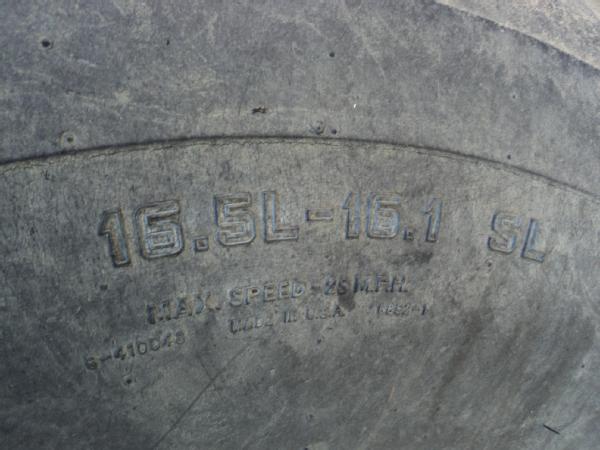 16.5L-16.1 SL
MAX. SPEED-25 M.P.H.
MADE IN U.S.A.